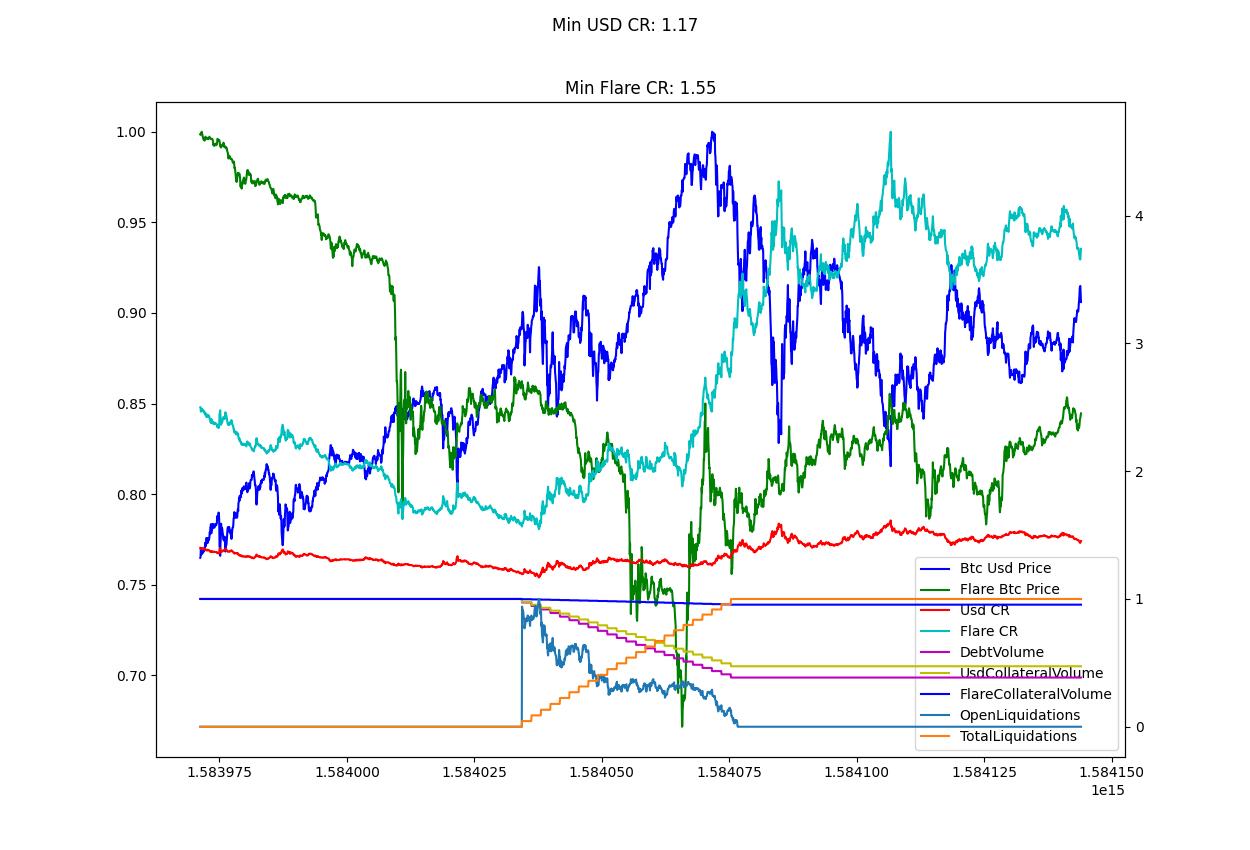 Min USD CR: 1.17
Min Flare CR: 1.55
1.00
0.95
0.90
0.85
0.80
0.75
0.70
4
3
2
1
0
Btc Usd Price
Flare Btc Price
Usd CR
Flare CR
DebtVolume
UsdCollateralVolume
FlareCollateralVolume
OpenLiquidations
TotalLiquidations
1.583975 1.584000 1.584025 1.584050 1.584075 1.584100 1.584125 1.584150
1e15